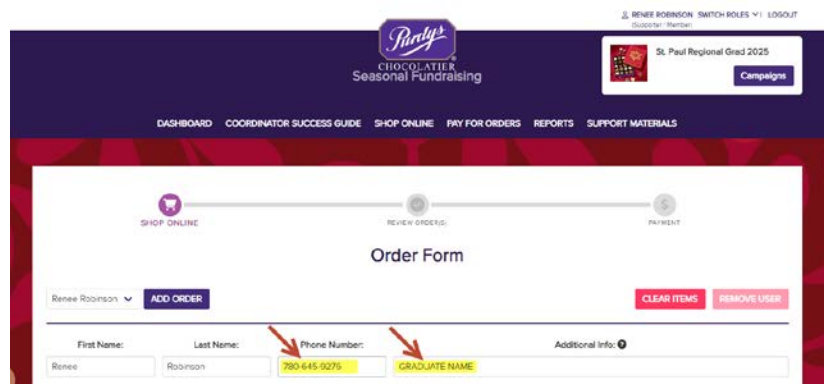 RENEE ROBINSON SWITCH ROLES | LOGOUT
(Supporter Member)
Purdys
CHOCOLATIER
Seasonal Fundraising
St. Paul Regional Grad 2025
Campaigns
DASHBOARD COORDINATOR SUCCESS GUIDE SHOP ONLINE PAY FOR ORDERS REPORTS SUPPORT MATERIALS
SHOP ONLINE REVIEW ORDER(S) PAYMENT
Order Form
Renee Robinson ADD ORDER CLEAR ITEMS REMOVE USER
First Name: Last Name: Phone Number: Additional Info:
Renee Robinson 780-645-9275 GRADUATE NAME